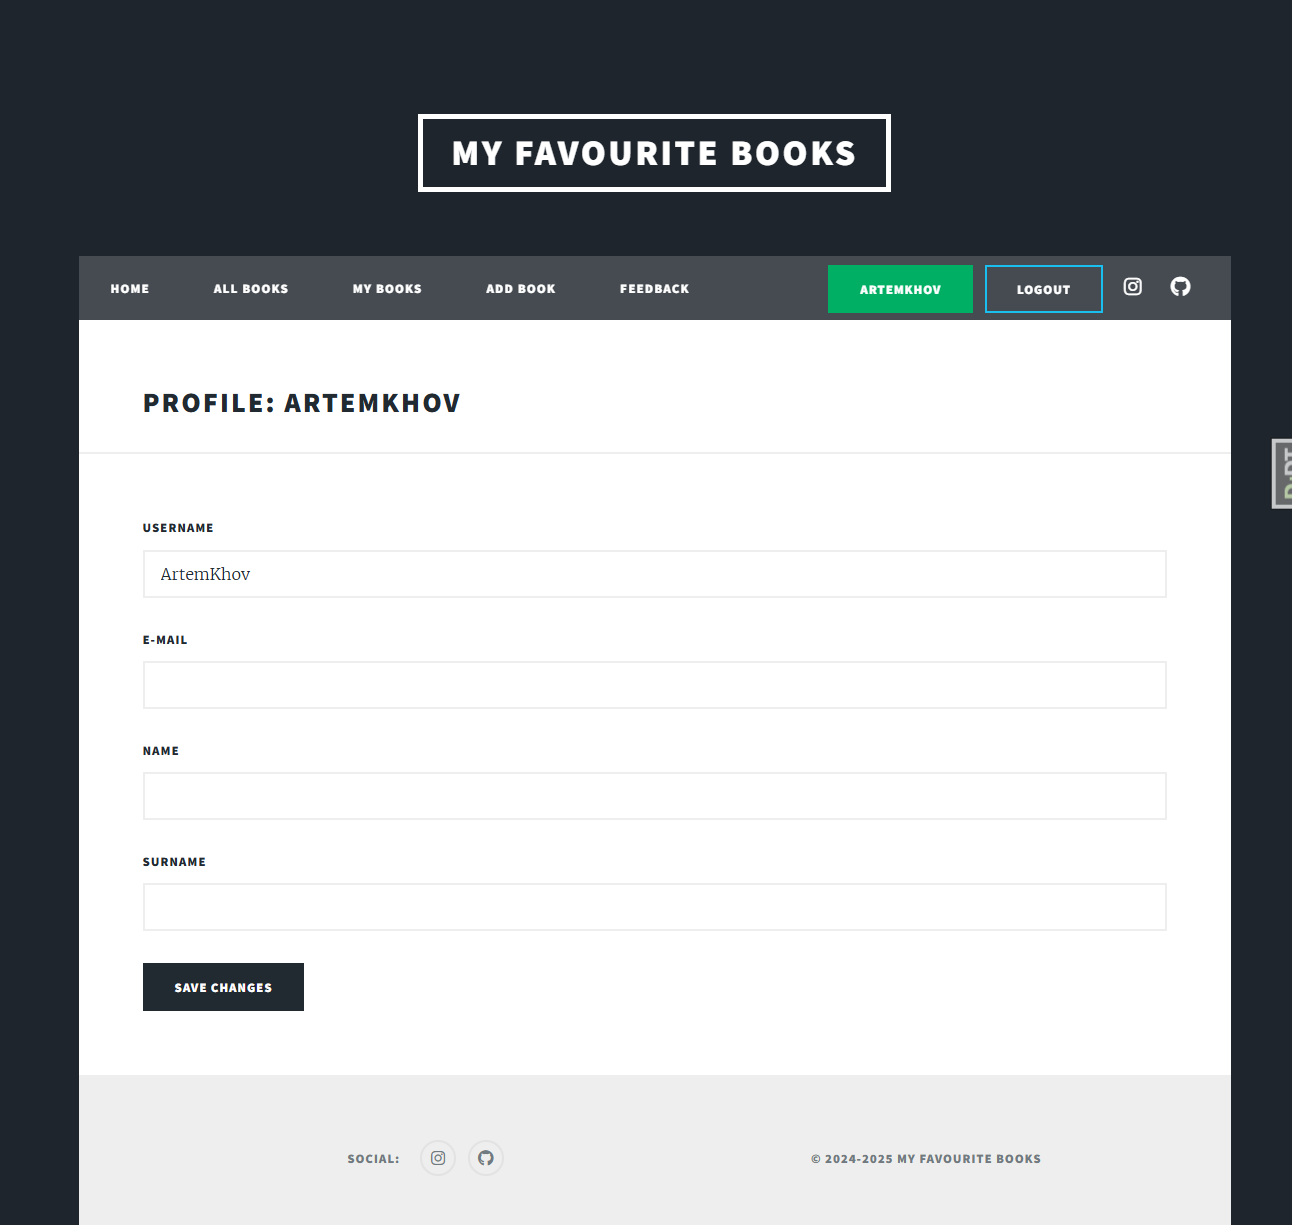 MY FAVOURITE BOOKS
HOME ALL BOOKS MY BOOKS ADD BOOK FEEDBACK ARTEMKHOV LOGOUT
PROFILE: ARTEMKHOV
USERNAME
ArtemKhov
E-MAIL
NAME
SURNAME
SAVE CHANGES
SOCIAL: © 2024-2025 MY FAVOURITE BOOKS